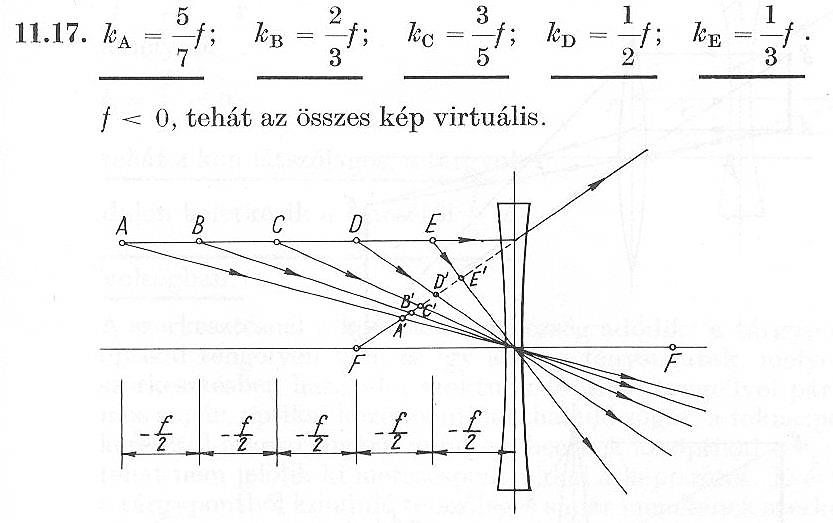 11.17. k_A = 5/7 f; k_B = 2/3 f; k_C = 3/5 f; k_D = 1/2 f; k_E = 1/3 f .
f < 0, tehát az összes kép virtuális.
A B C D E
E'
D'
B' C'
A'
F F
-f/2 -f/2 -f/2 -f/2 -f/2